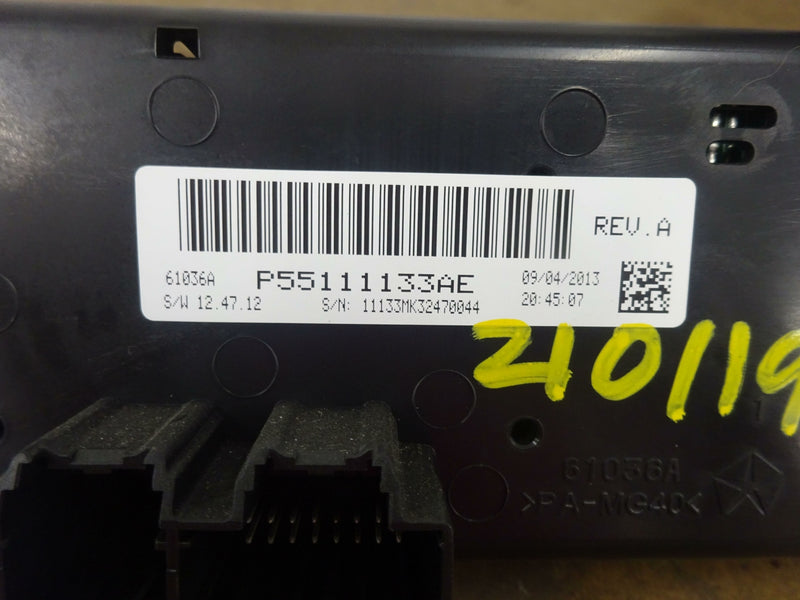 REV.A
61036A P55111133AE 09/04/2013
S/W 12.47.12 S/N: 11133MK32470044 20:45:07
210119
61036A
>PA-MG40<